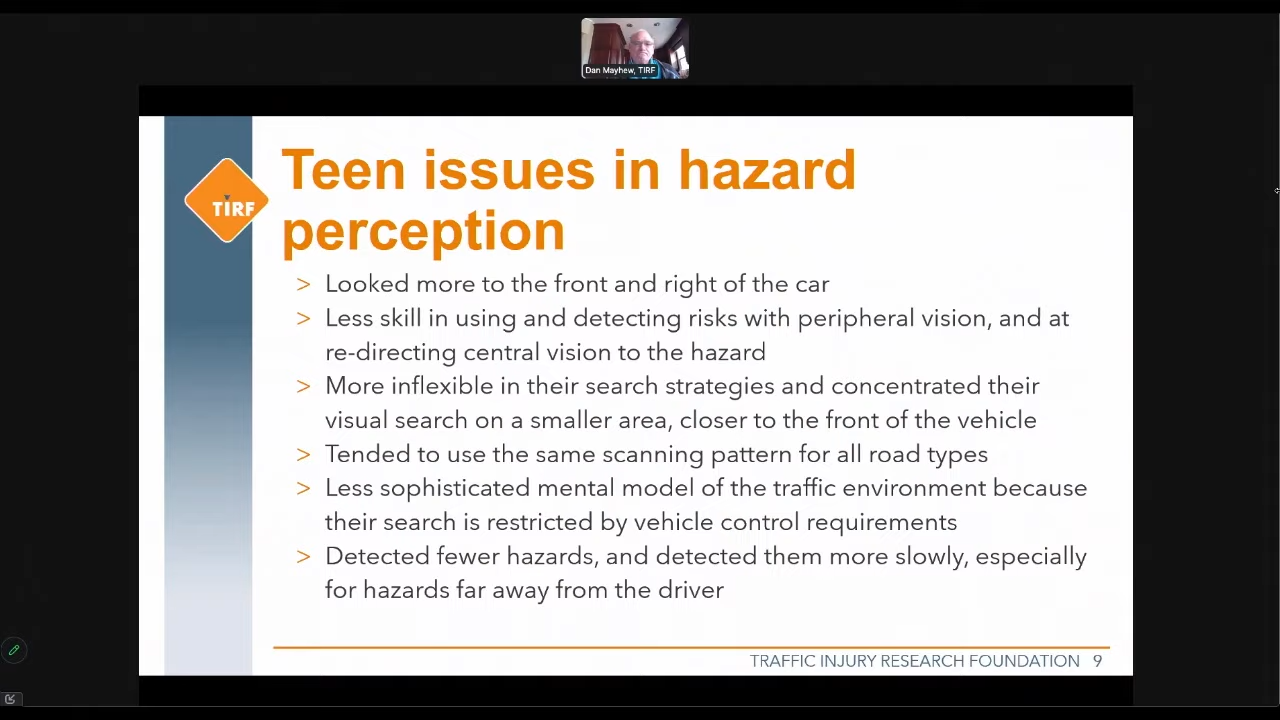 Dan Mayhew, TIRF
TIRF
Teen issues in hazard
perception
> Looked more to the front and right of the car
> Less skill in using and detecting risks with peripheral vision, and at
re-directing central vision to the hazard
> More inflexible in their search strategies and concentrated their
visual search on a smaller area, closer to the front of the vehicle
> Tended to use the same scanning pattern for all road types
> Less sophisticated mental model of the traffic environment because
their search is restricted by vehicle control requirements
> Detected fewer hazards, and detected them more slowly, especially
for hazards far away from the driver
TRAFFIC INJURY RESEARCH FOUNDATION 9